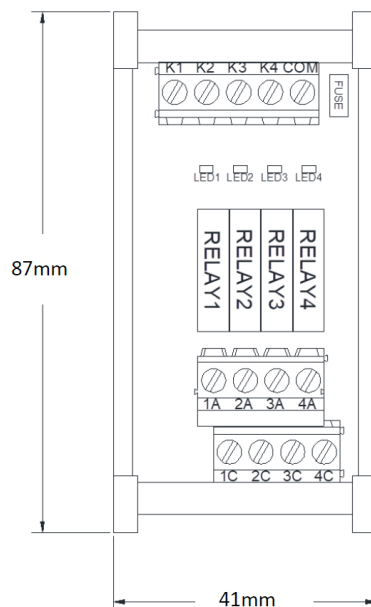 K1 K2 K3 K4 COM
FUSE
LED1 LED2 LED3 LED4
87mm
RELAY1
RELAY2
RELAY3
RELAY4
1A 2A 3A 4A
1C 2C 3C 4C
41mm